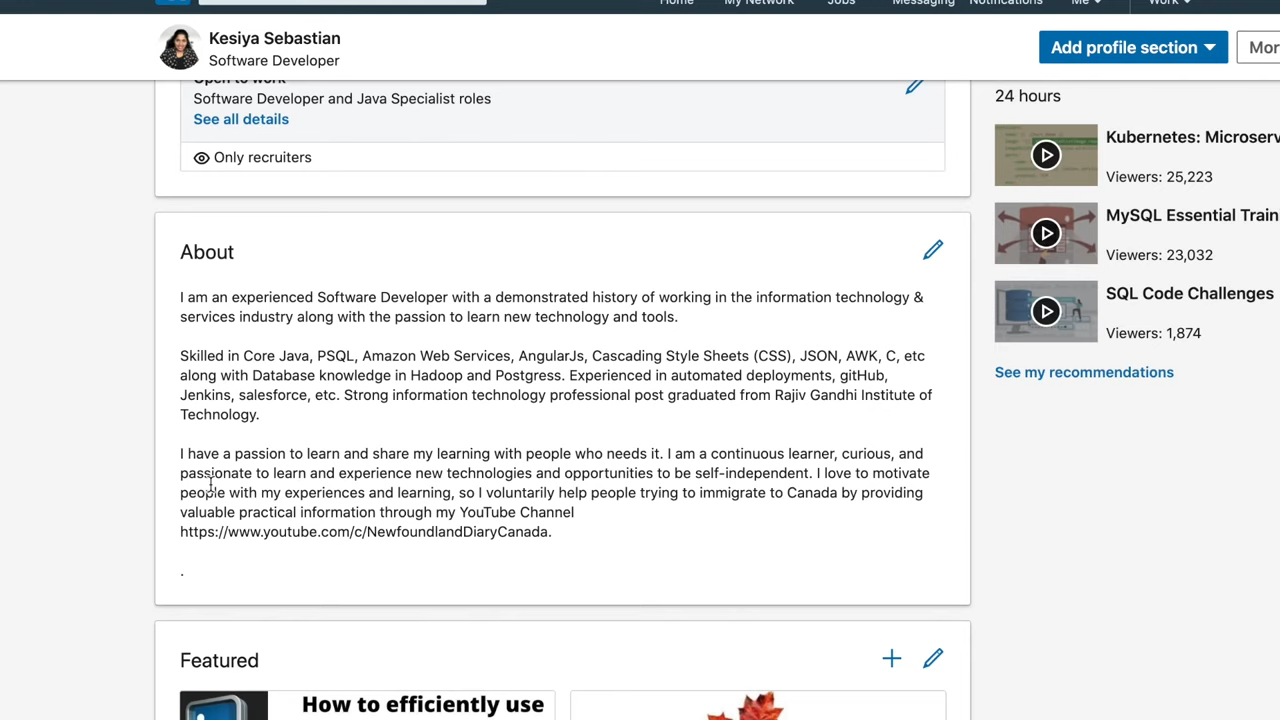 Home My Network Jobs Messaging Notifications Me Work
Kesiya Sebastian
Software Developer
Add profile section
Open to work
Software Developer and Java Specialist roles
See all details
Only recruiters
24 hours
Kubernetes:
Viewers: 25,223
MySQL Essential
Viewers: 23,032
SQL Code Challenges
Viewers: 1,874
See my recommendations
About
I am an experienced Software Developer with a demonstrated history of working in the information technology &
services industry along with the passion to learn new technology and tools.
Skilled in Core Java, PSQL, Amazon Web Services, AngularJs, Cascading Style Sheets (CSS), JSON, AWK, C, etc
along with Database knowledge in Hadoop and Postgress. Experienced in automated deployments, gitHub,
Jenkins, salesforce, etc. Strong information technology professional post graduated from Rajiv Gandhi Institute of
Technology.
I have a passion to learn and share my learning with people who needs it. I am a continuous learner, curious, and
passionate to learn and experience new technologies and opportunities to be self-independent. I love to motivate
people with my experiences and learning, so I voluntarily help people trying to immigrate to Canada by providing
valuable practical information through my YouTube Channel
https://www.youtube.com/c/NewfoundlandDiaryCanada.
.
Featured
How to efficiently use